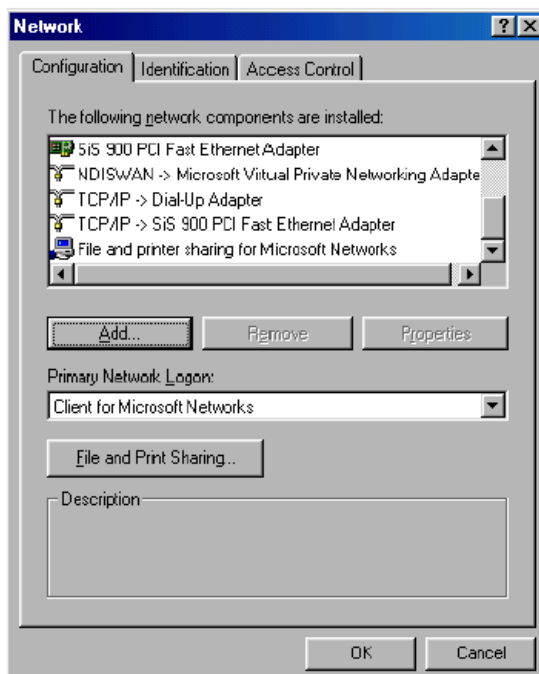 Network
Configuration
Identification
Access Control
The following network components are installed:
SiS 900 PCI Fast Ethernet Adapter
NDISWAN -> Microsoft Virtual Private Networking Adapte
TCP/IP -> Dial-Up Adapter
TCP/IP -> SiS 900 PCI Fast Ethernet Adapter
File and printer sharing for Microsoft Networks
Add...
Remove
Properties
Primary Network Logon:
Client for Microsoft Networks
File and Print Sharing...
Description
OK
Cancel